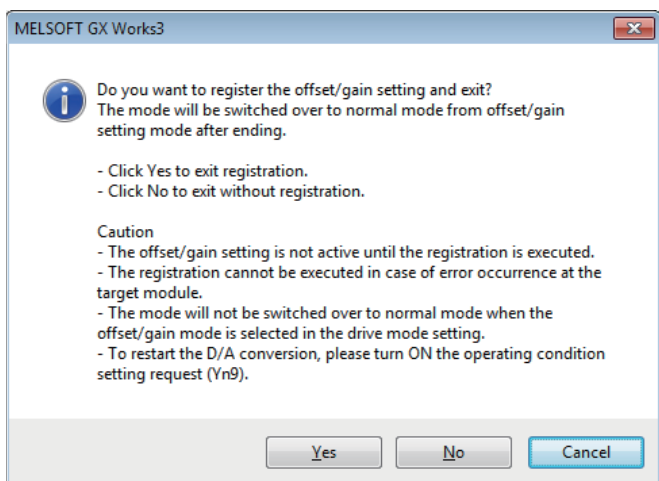 MELSOFT GX Works3
Do you want to register the offset/gain setting and exit?
The mode will be switched over to normal mode from offset/gain
setting mode after ending.
- Click Yes to exit registration.
- Click No to exit without registration.
Caution
- The offset/gain setting is not active until the registration is executed.
- The registration cannot be executed in case of error occurrence at the
target module.
- The mode will not be switched over to normal mode when the
offset/gain mode is selected in the drive mode setting.
- To restart the D/A conversion, please turn ON the operating condition
setting request (Yn9).
Yes No Cancel